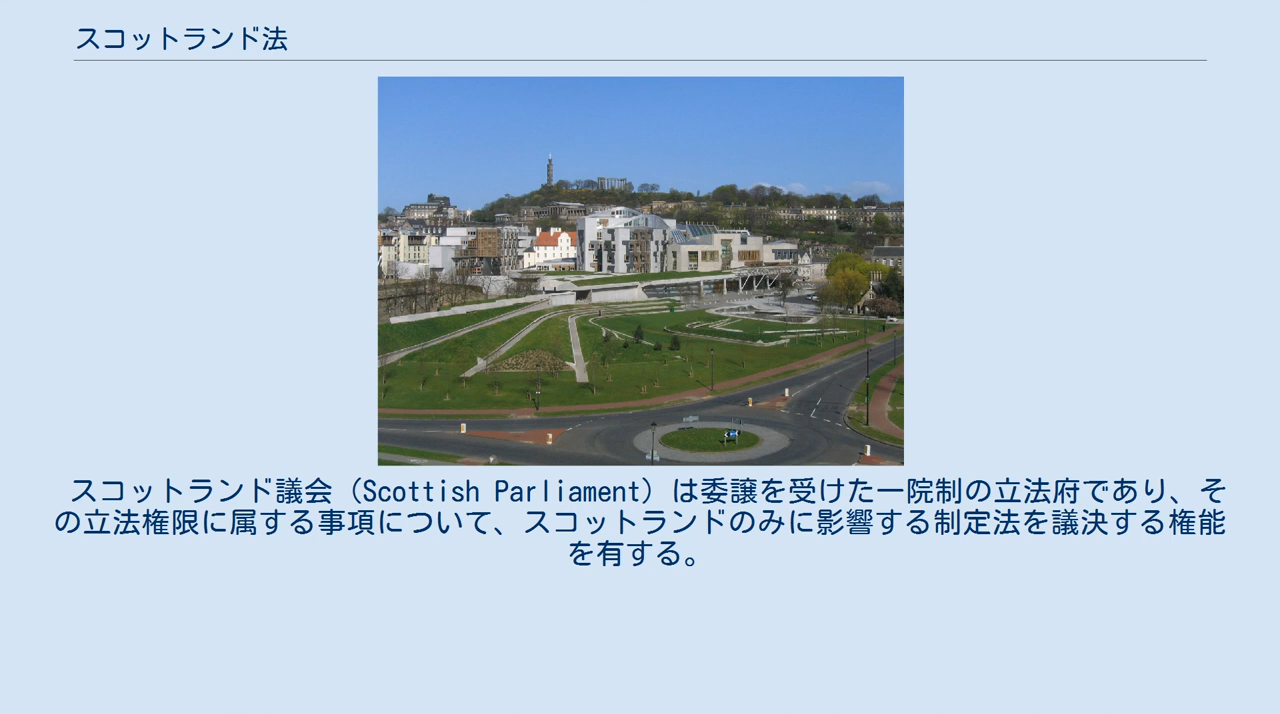 スコットランド法
スコットランド議会（Scottish Parliament）は委譲を受けた一院制の立法府であり、そ
の立法権限に属する事項について、スコットランドのみに影響する制定法を議決する権能
を有する。